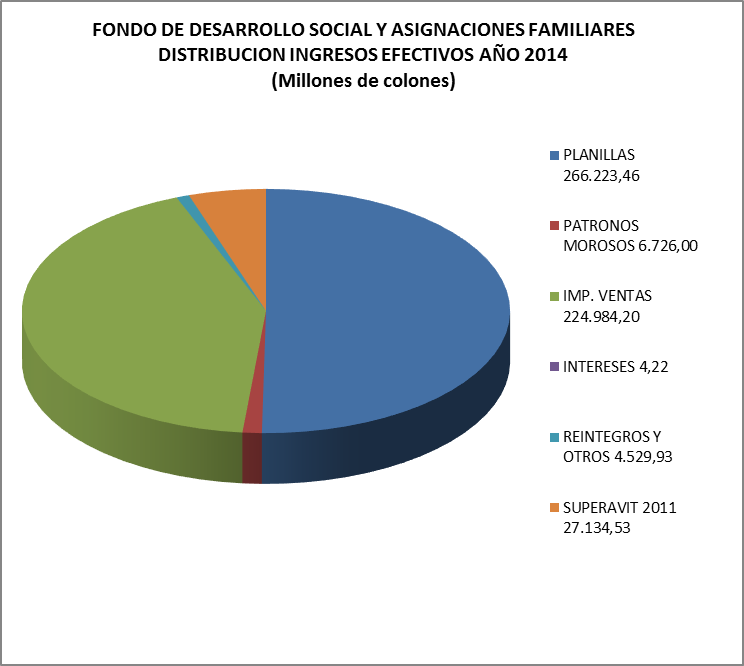 FONDO DE DESARROLLO SOCIAL Y ASIGNACIONES FAMILIARES
DISTRIBUCION INGRESOS EFECTIVOS AÑO 2014
(Millones de colones)
PLANILLAS
266.223,46
PATRONOS
MOROSOS 6.726,00
IMP. VENTAS
224.984,20
INTERESES 4,22
REINTEGROS Y
OTROS 4.529,93
SUPERAVIT 2011
27.134,53